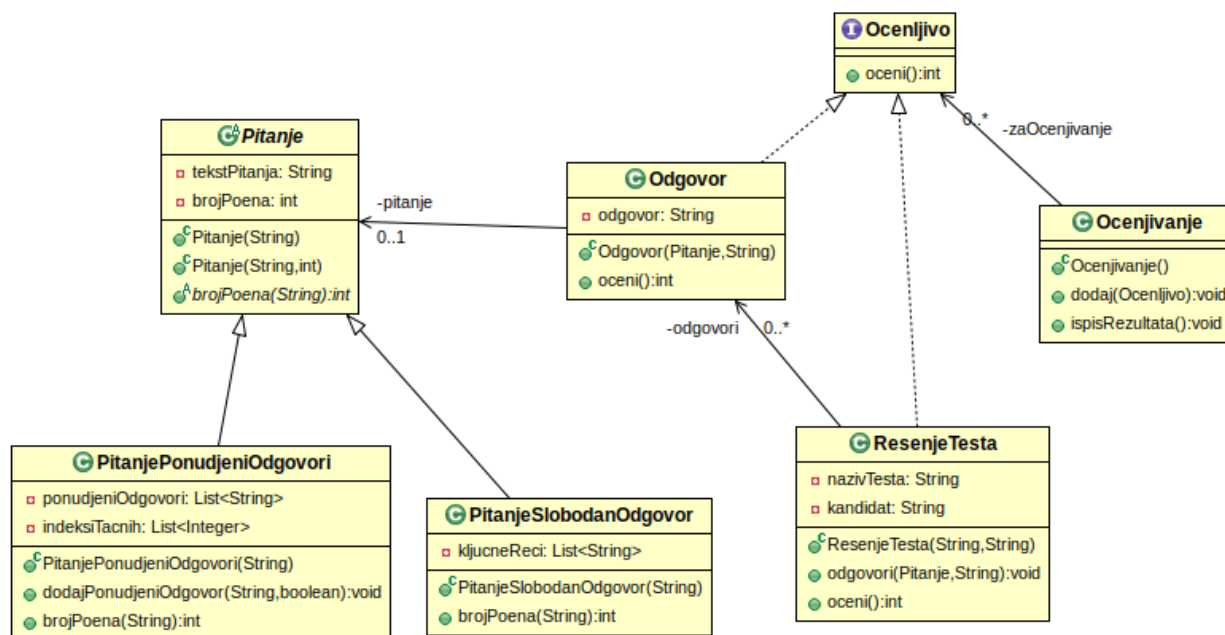 Ocenljivo
oceni():int
0..*
-zaOcenjivanje
Pitanje
tekstPitanja: String
brojPoena: int
Pitanje(String)
Pitanje(String,int)
brojPoena(String):int
-pitanje
0..1
Odgovor
odgovor: String
Odgovor(Pitanje,String)
oceni():int
Ocenjivanje
Ocenjivanje()
dodaj(Ocenljivo):void
ispisRezultata():void
-odgovori
0..*
PitanjePonudjeniOdgovori
ponudjeniOdgovori: List<String>
indeksiTacnih: List<Integer>
PitanjePonudjeniOdgovori(String)
dodajPonudjeniOdgovor(String,boolean):void
brojPoena(String):int
PitanjeSlobodanOdgovor
kljucneReci: List<String>
PitanjeSlobodanOdgovor(String)
brojPoena(String):int
ResenjeTesta
nazivTesta: String
kandidat: String
ResenjeTesta(String,String)
odgovori(Pitanje,String):void
oceni():int